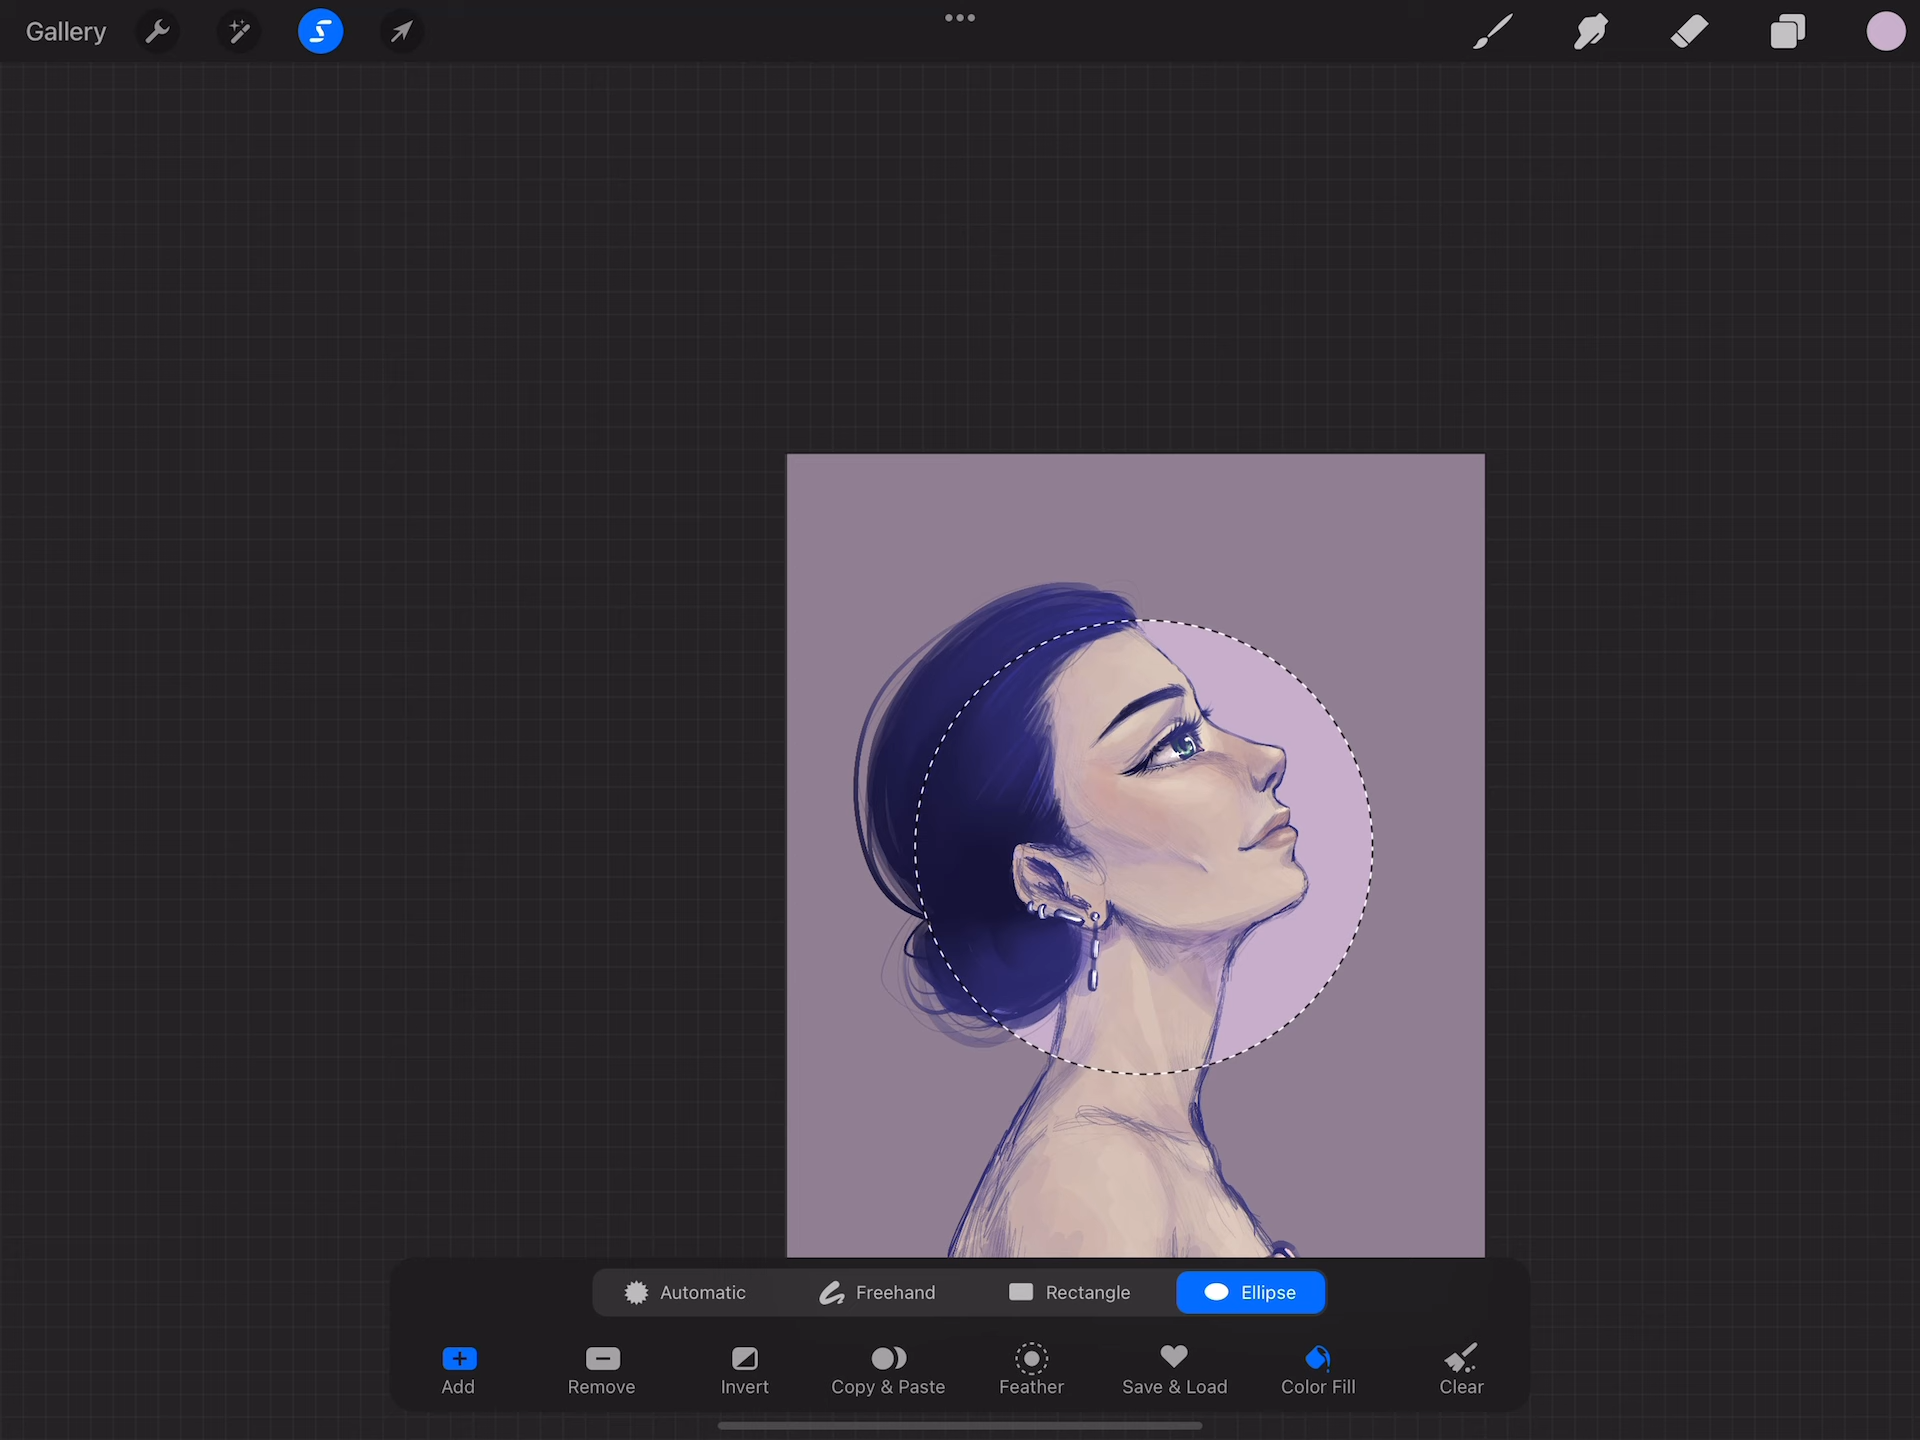 Gallery
Automatic Freehand Rectangle Ellipse
Add Remove Invert Copy & Paste Feather Save & Load Color Fill Clear